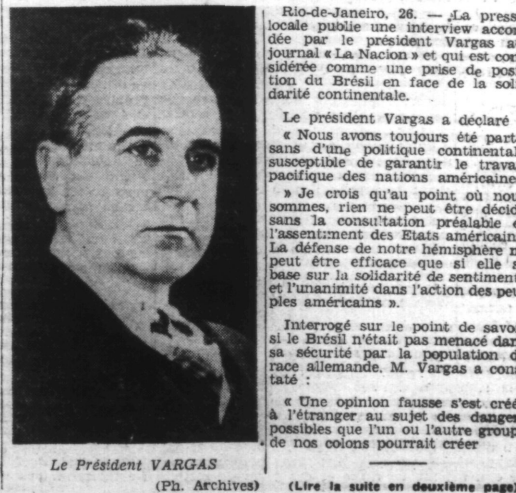 Rio-de-Janeiro, 26. — La press
locale publie une interview accor
dée par le président Vargas au
journal « La Nacion » et qui est con
sidérée comme une prise de posi
tion du Brésil en face de la soli
darité continentale.
Le président Vargas a déclaré
« Nous avons toujours été parti
sans d'une politique continental
susceptible de garantir le trava
pacifique des nations américaine
» Je crois qu'au point où nou
sommes, rien ne peut être décid
sans la consultation préalable e
l'assentiment des Etats américain
La défense de notre hémisphère n
peut être efficace que si elle s
base sur la solidarité de sentiment
et l'unanimité dans l'action des peu
ples américains ».
Interrogé sur le point de savoi
si le Brésil n'était pas menacé dan
sa sécurité par la population d
race allemande, M. Vargas a cons
taté :
« Une opinion fausse s'est créé
à l'étranger au sujet des danger
possibles que l'un ou l'autre group
de nos colons pourrait créer
(Lire la suite en deuxième page)
Le Président VARGAS
(Ph. Archives)